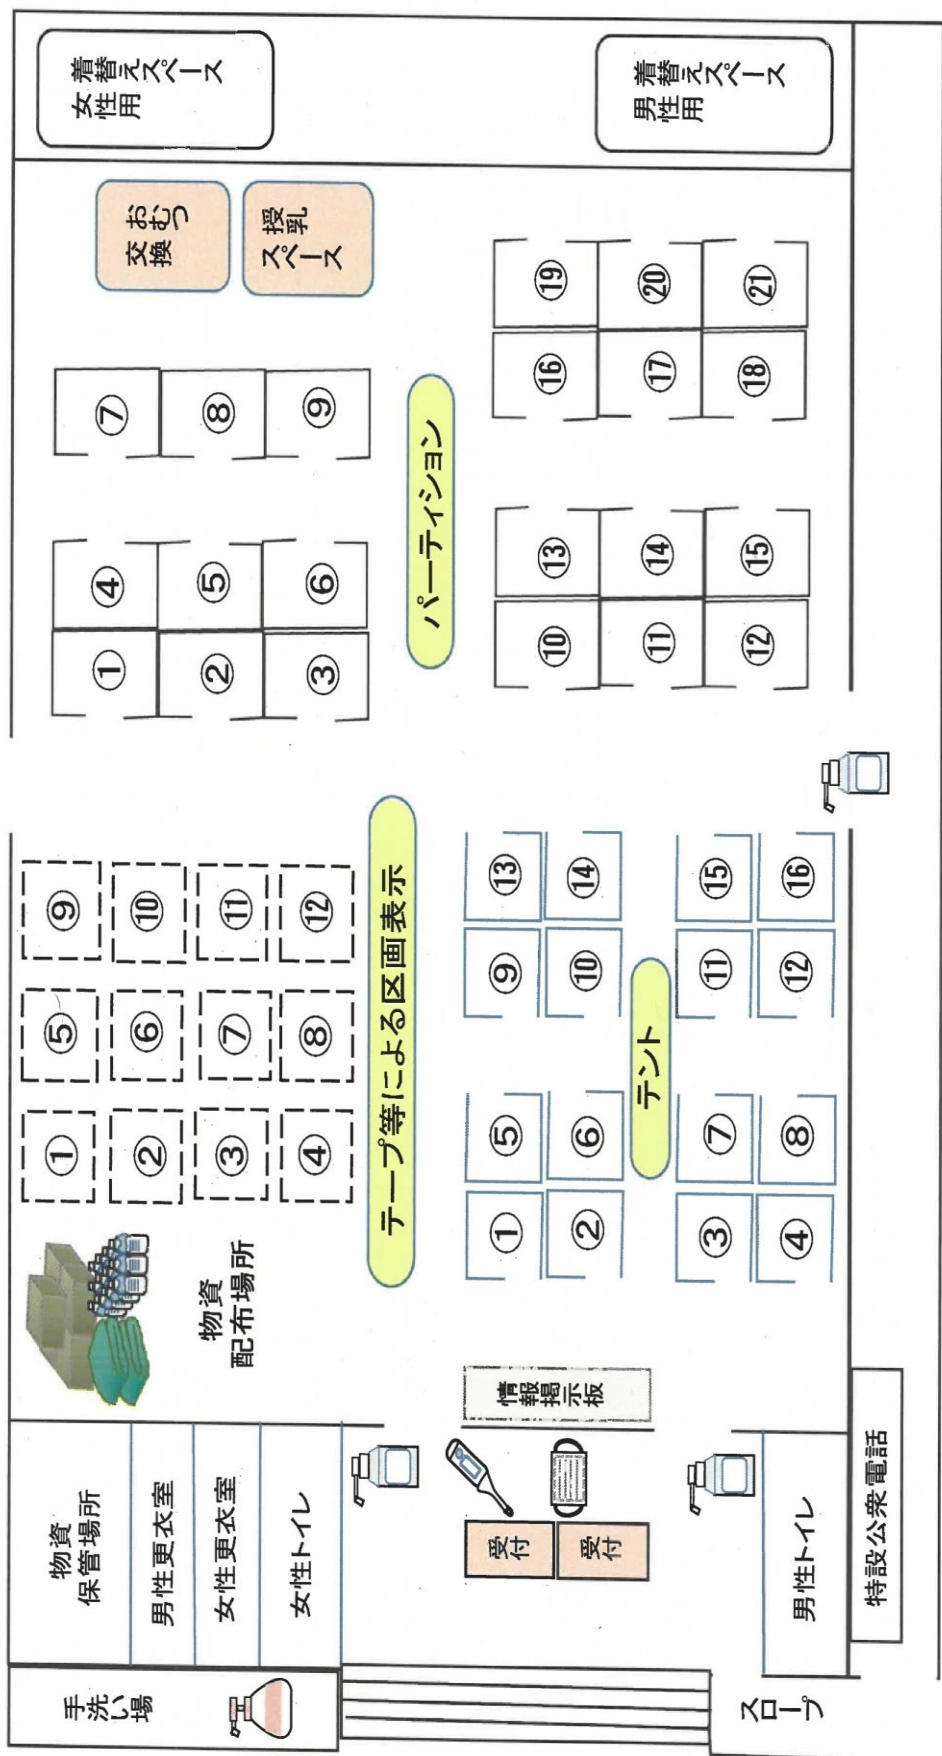 手洗い場
物資
保管場所
物資
配布場所
男性更衣室
女性更衣室
女性トイレ
①
⑤
⑨
②
⑥
⑩
③
⑦
⑪
④
⑧
⑫
テープ等による区画表示
①
④
⑦
②
⑤
⑧
③
⑥
⑨
パーティション
おむつ
交換
授乳
スペース
女性用
着替えスペース
受付
受付
情報掲示板
①
⑤
⑨
⑬
②
⑥
⑩
⑭
テント
③
⑦
⑪
⑮
④
⑧
⑫
⑯
⑩
⑬
⑯
⑲
⑪
⑭
⑰
⑳
⑫
⑮
⑱
㉑
男性用
着替えスペース
スロープ
男性トイレ
特設公衆電話